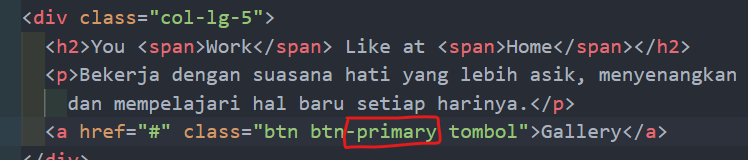 <div class="col-lg-5">
<h2>You <span>Work</span> Like at <span>Home</span></h2>
<p>Bekerja dengan suasana hati yang lebih asik, menyenangkan
dan mempelajari hal baru setiap harinya.</p>
<a href="#" class="btn btn-primary tombol">Gallery</a>
</div>